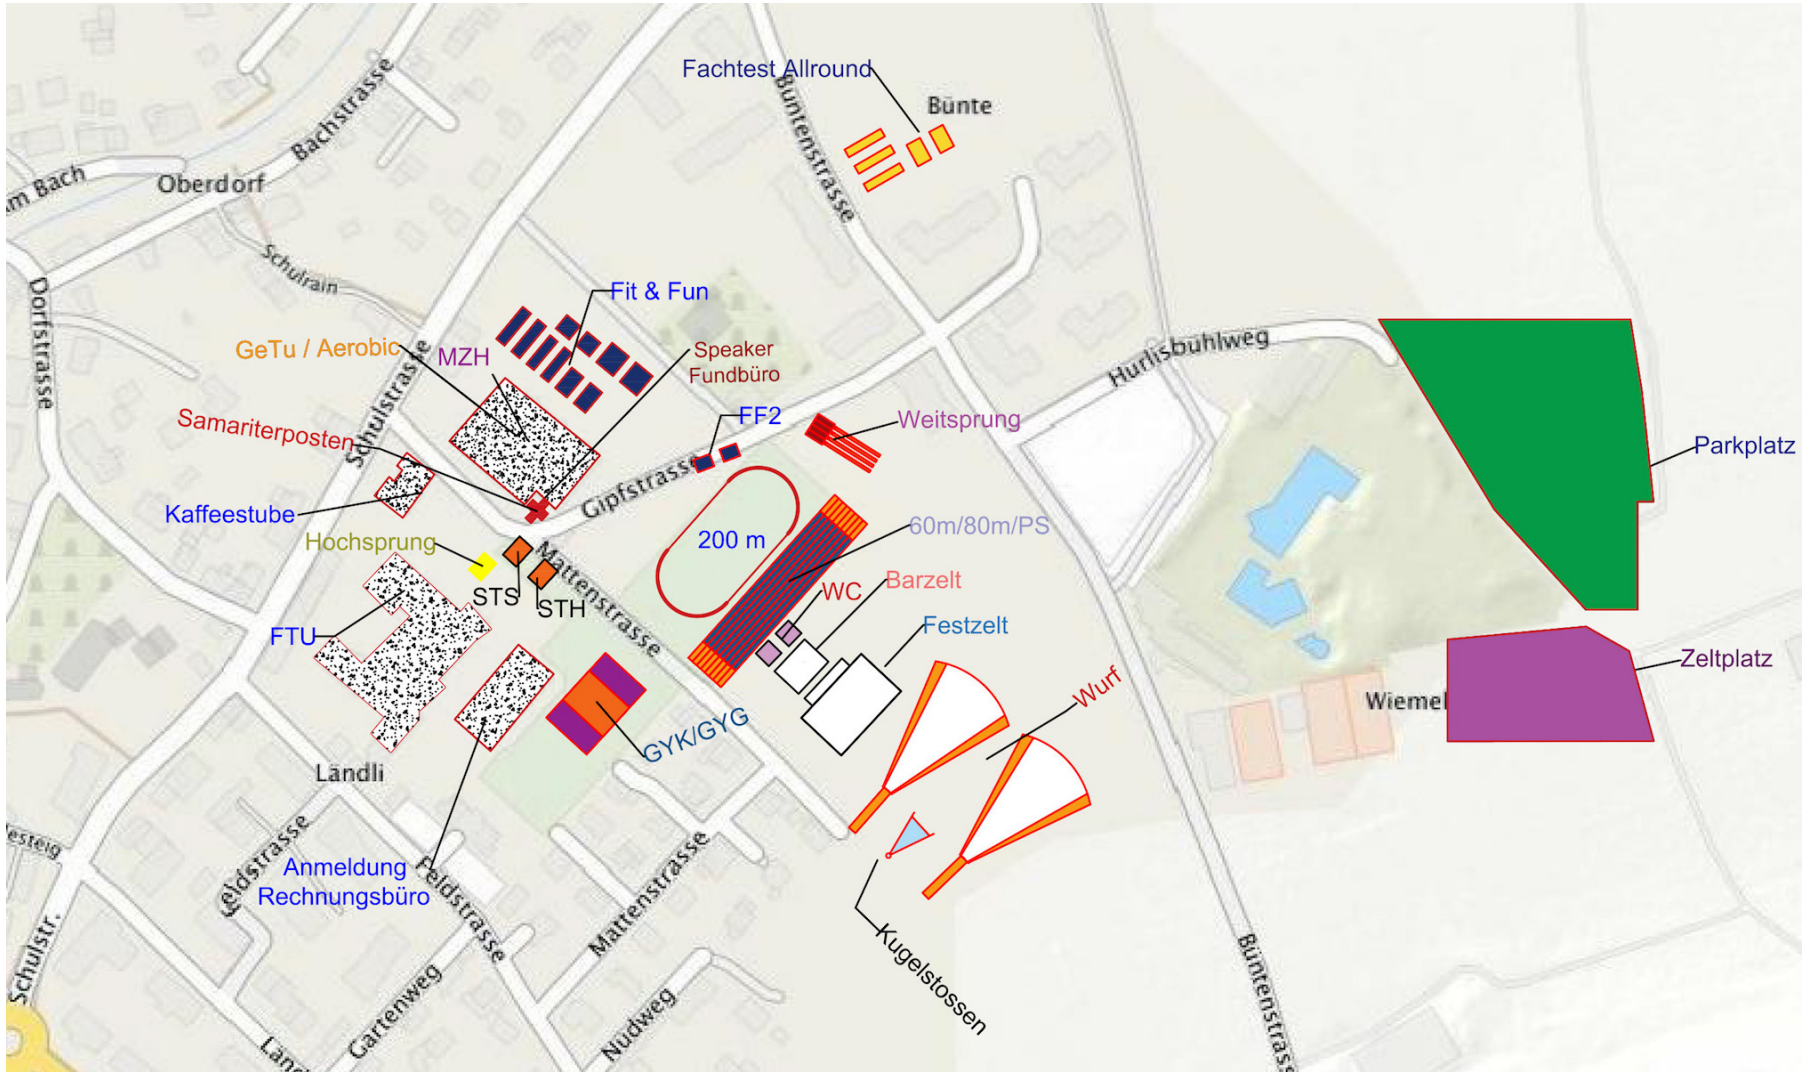 Fachtest Allround
Bünte
Bachstrasse
Büntenstrasse
Oberdorf
am Bach
Schulrain
Dorfstrasse
Fit & Fun
GeTu / Aerobic
MZH
Speaker
Fundbüro
Hürlisbühlweg
Schulstrasse
Samariterposten
FF2
Weitsprung
Parkplatz
Gipfstrasse
Kaffeestube
200 m
60m/80m/PS
Hochsprung
Mattenstrasse
STS
STH
WC
Barzelt
Festzelt
FTU
Zeltplatz
Wurf
Wiemel
GYK/GYG
Ländli
Feldstrasse
Anmeldung
Rechnungsbüro
Feldstrasse
Mattenstrasse
Kugelstossen
Büntenstrass
Schulstr.
Gartenweg
Nudweg
Länd